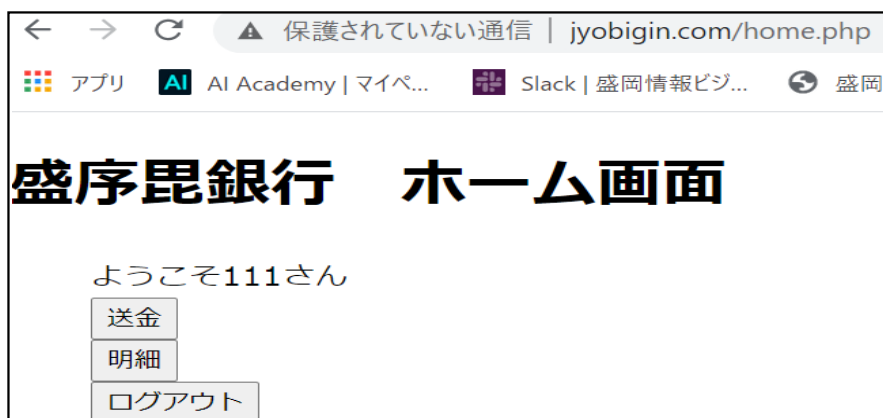 保護されていない通信 | jyobigin.com/home.php
アプリ AI AI Academy | マイペ... Slack | 盛岡情報ビジ... 盛岡
盛序毘銀行　ホーム画面
ようこそ111さん
送金
明細
ログアウト